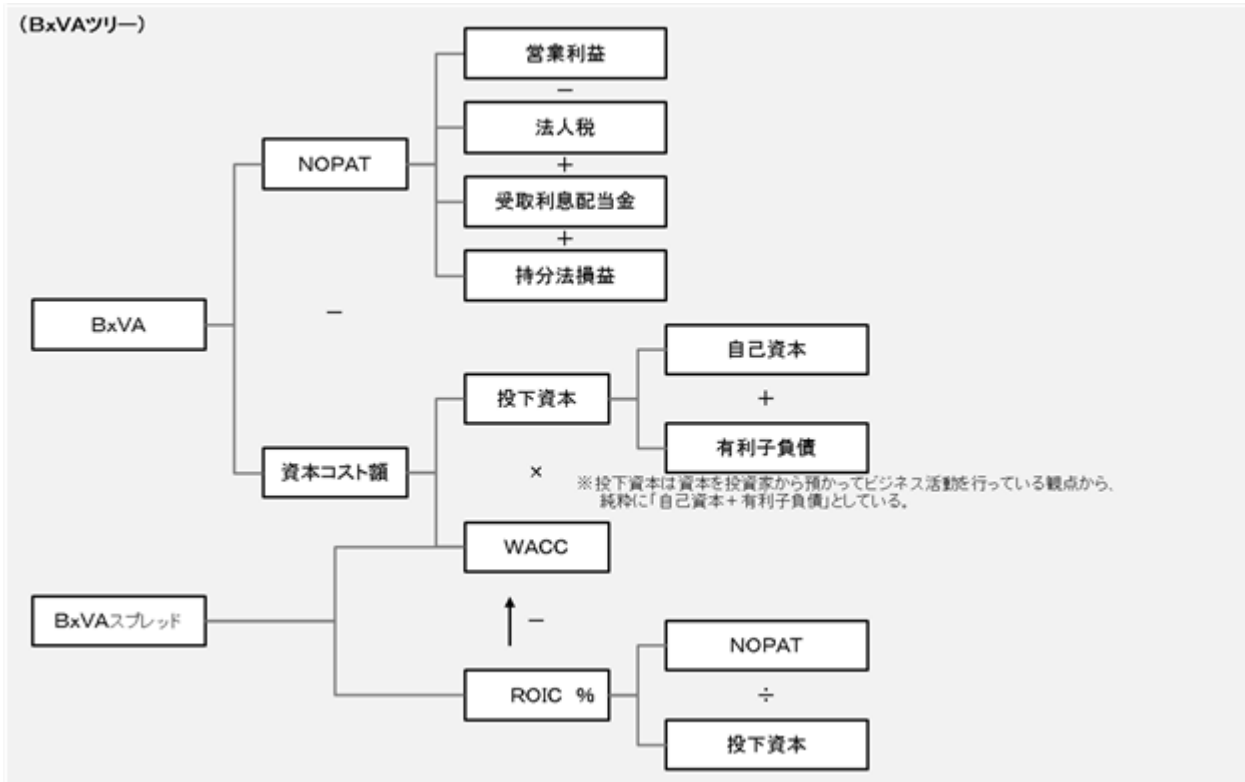 (BxVAツリー)
営業利益
－
法人税
＋
NOPAT
受取利息配当金
＋
持分法損益
BxVA
－
自己資本
投下資本
＋
有利子負債
資本コスト額
×
※投下資本は資本を投資家から預かってビジネス活動を行っている観点から、
純粋に「自己資本＋有利子負債」としている。
WACC
BxVAスプレッド
－
NOPAT
ROIC %
÷
投下資本